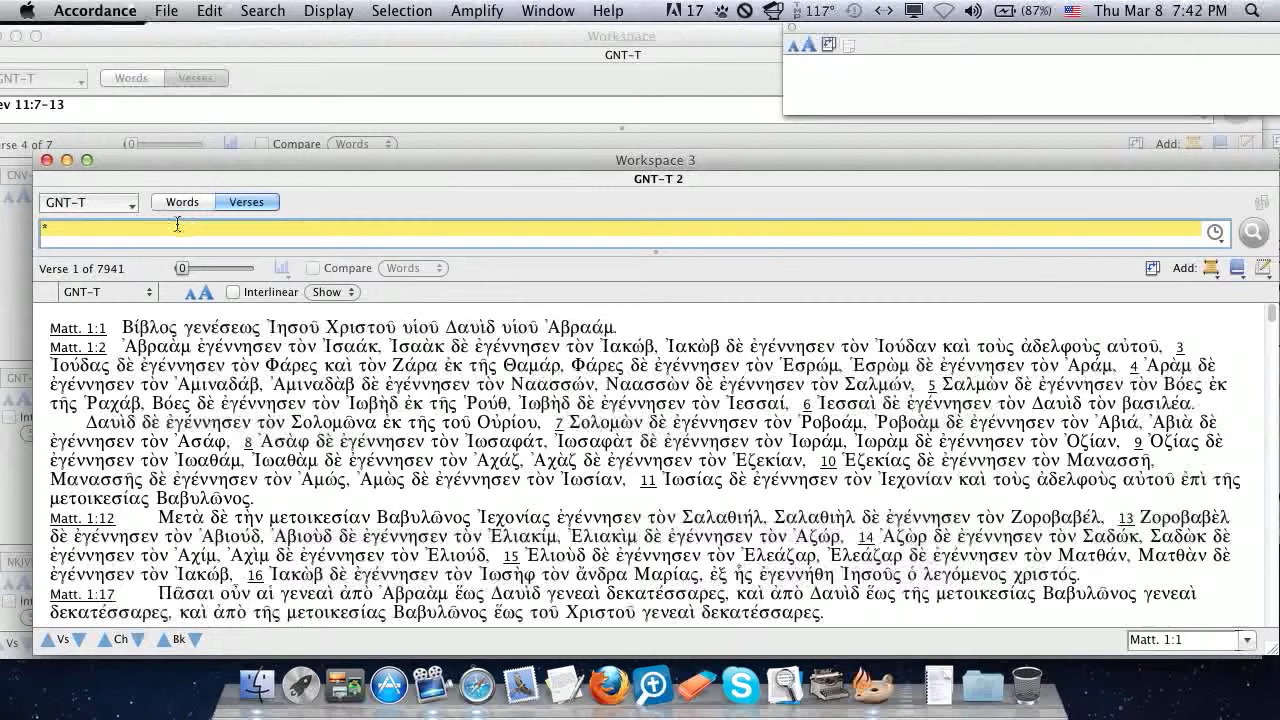 Accordance File Edit Search Display Selection Amplify Window Help 17 117° (87%) Thu Mar 8 7:42 PM
Workspace
GNT-T
GNT-T Words Verses
ev 11:7-13
erse 4 of 7 0 Compare Words Add:
Workspace 3
CNV-
GNT-T 2
GNT-T Words Verses
*
Verse 1 of 7941 0 Compare Words Add:
GNT-T Interlinear Show
Matt. 1:1 Βίβλος γενέσεως Ἰησοῦ Χριστοῦ υἱοῦ Δαυὶδ υἱοῦ Ἀβραάμ.
Matt. 1:2 Ἀβραὰμ ἐγέννησεν τὸν Ἰσαάκ, Ἰσαὰκ δὲ ἐγέννησεν τὸν Ἰακώβ, Ἰακὼβ δὲ ἐγέννησεν τὸν Ἰούδαν καὶ τοὺς ἀδελφοὺς αὐτοῦ, 3
Ἰούδας δὲ ἐγέννησεν τὸν Φάρες καὶ τὸν Ζάρα ἐκ τῆς Θαμάρ, Φάρες δὲ ἐγέννησεν τὸν Ἑσρώμ, Ἑσρὼμ δὲ ἐγέννησεν τὸν Ἀράμ, 4 Ἀρὰμ δὲ
ἐγέννησεν τὸν Ἀμιναδάβ, Ἀμιναδὰβ δὲ ἐγέννησεν τὸν Ναασσών, Ναασσὼν δὲ ἐγέννησεν τὸν Σαλμών, 5 Σαλμὼν δὲ ἐγέννησεν τὸν Βόες ἐκ
τῆς Ῥαχάβ, Βόες δὲ ἐγέννησεν τὸν Ἰωβὴδ ἐκ τῆς Ῥούθ, Ἰωβὴδ δὲ ἐγέννησεν τὸν Ἰεσσαί, 6 Ἰεσσαὶ δὲ ἐγέννησεν τὸν Δαυὶδ τὸν βασιλέα.
Δαυὶδ δὲ ἐγέννησεν τὸν Σολομῶνα ἐκ τῆς τοῦ Οὐρίου, 7 Σολομὼν δὲ ἐγέννησεν τὸν Ῥοβοάμ, Ῥοβοὰμ δὲ ἐγέννησεν τὸν Ἀβιά, Ἀβιὰ δὲ
ἐγέννησεν τὸν Ἀσάφ, 8 Ἀσὰφ δὲ ἐγέννησεν τὸν Ἰωσαφάτ, Ἰωσαφὰτ δὲ ἐγέννησεν τὸν Ἰωράμ, Ἰωρὰμ δὲ ἐγέννησεν τὸν Ὀζίαν, 9 Ὀζίας δὲ
ἐγέννησεν τὸν Ἰωαθάμ, Ἰωαθὰμ δὲ ἐγέννησεν τὸν Ἀχάζ, Ἀχὰζ δὲ ἐγέννησεν τὸν Ἑζεκίαν, 10 Ἑζεκίας δὲ ἐγέννησεν τὸν Μανασσῆ,
Μανασσῆς δὲ ἐγέννησεν τὸν Ἀμώς, Ἀμὼς δὲ ἐγέννησεν τὸν Ἰωσίαν, 11 Ἰωσίας δὲ ἐγέννησεν τὸν Ἰεχονίαν καὶ τοὺς ἀδελφοὺς αὐτοῦ ἐπὶ τῆς
μετοικεσίας Βαβυλῶνος.
Matt. 1:12 Μετὰ δὲ τὴν μετοικεσίαν Βαβυλῶνος Ἰεχονίας ἐγέννησεν τὸν Σαλαθιήλ, Σαλαθιὴλ δὲ ἐγέννησεν τὸν Ζοροβαβέλ, 13 Ζοροβαβὲλ
δὲ ἐγέννησεν τὸν Ἀβιούδ, Ἀβιοὺδ δὲ ἐγέννησεν τὸν Ἐλιακίμ, Ἐλιακὶμ δὲ ἐγέννησεν τὸν Ἀζώρ, 14 Ἀζὼρ δὲ ἐγέννησεν τὸν Σαδώκ, Σαδὼκ δὲ
ἐγέννησεν τὸν Ἀχίμ, Ἀχὶμ δὲ ἐγέννησεν τὸν Ἐλιούδ, 15 Ἐλιοὺδ δὲ ἐγέννησεν τὸν Ἐλεάζαρ, Ἐλεάζαρ δὲ ἐγέννησεν τὸν Ματθάν, Ματθὰν δὲ
ἐγέννησεν τὸν Ἰακώβ, 16 Ἰακὼβ δὲ ἐγέννησεν τὸν Ἰωσὴφ τὸν ἄνδρα Μαρίας, ἐξ ἧς ἐγεννήθη Ἰησοῦς ὁ λεγόμενος χριστός.
Matt. 1:17 Πᾶσαι οὖν αἱ γενεαὶ ἀπὸ Ἀβραὰμ ἕως Δαυὶδ γενεαὶ δεκατέσσαρες, καὶ ἀπὸ Δαυὶδ ἕως τῆς μετοικεσίας Βαβυλῶνος γενεαὶ
δεκατέσσαρες, καὶ ἀπὸ τῆς μετοικεσίας Βαβυλῶνος ἕως τοῦ Χριστοῦ γενεαὶ δεκατέσσαρες.
GNT-
NKJV
Vs
Vs Ch Bk Matt. 1:1